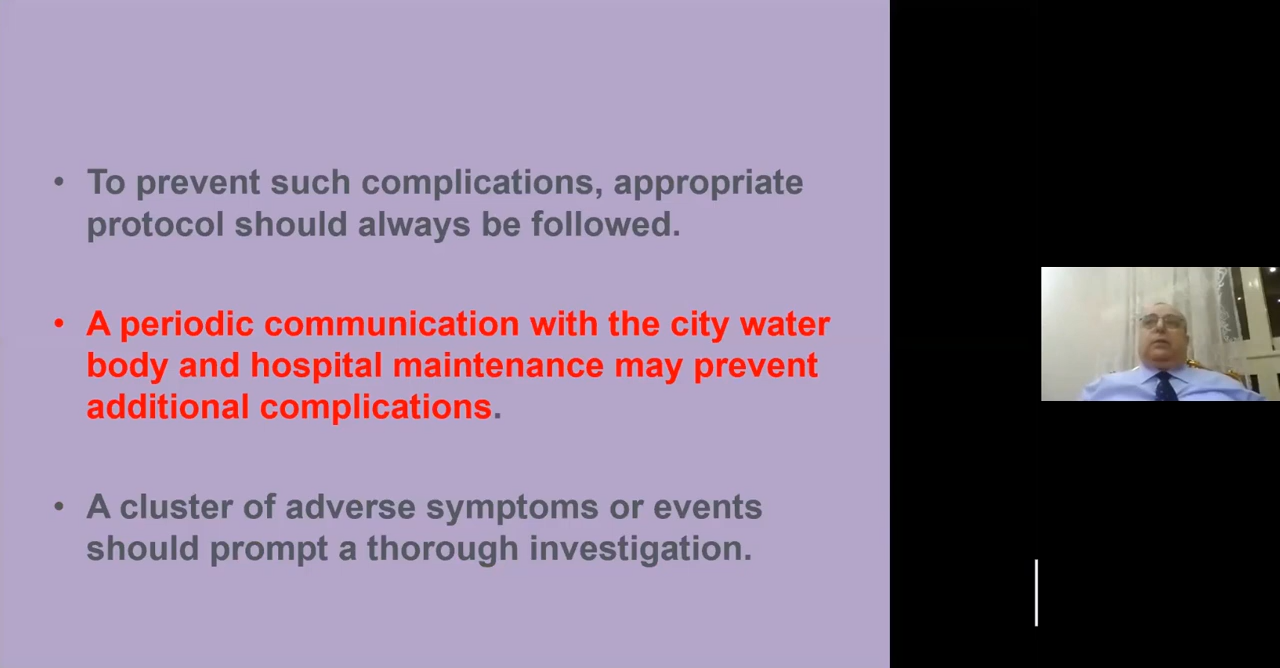 • To prevent such complications, appropriate
protocol should always be followed.
• A periodic communication with the city water
body and hospital maintenance may prevent
additional complications.
• A cluster of adverse symptoms or events
should prompt a thorough investigation.